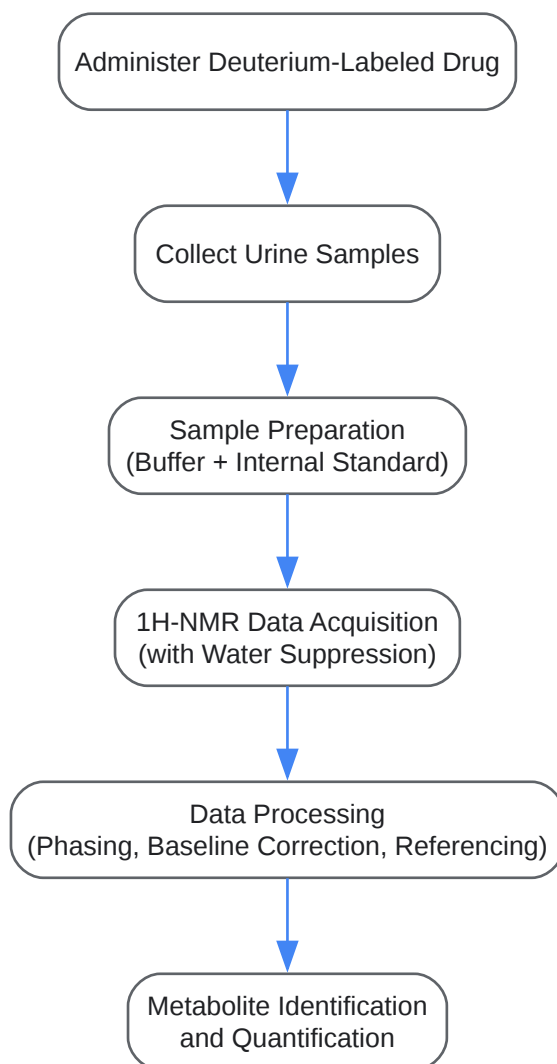 Administer Deuterium-Labeled Drug
Collect Urine Samples
Sample Preparation
(Buffer + Internal Standard)
1H-NMR Data Acquisition
(with Water Suppression)
Data Processing
(Phasing, Baseline Correction, Referencing)
Metabolite Identification
and Quantification